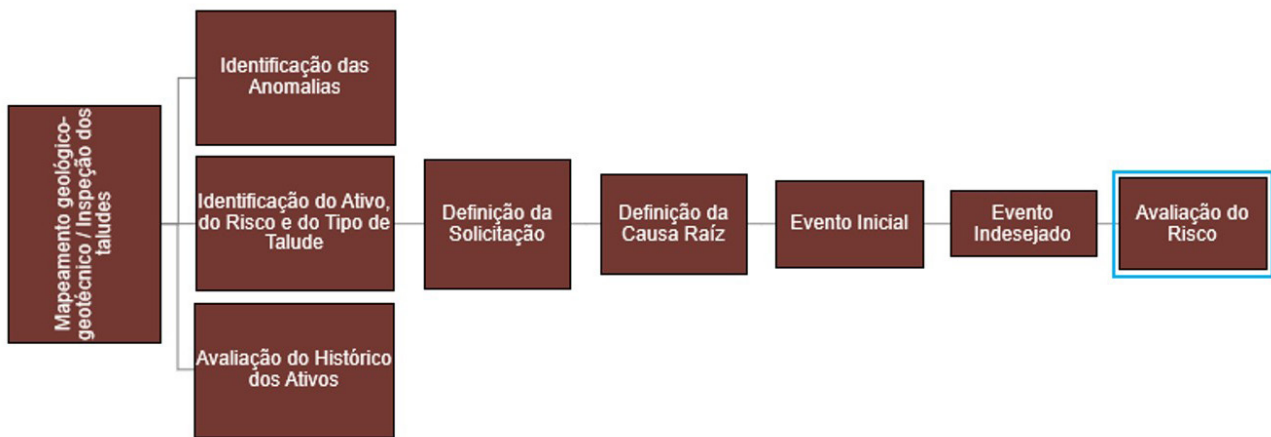 Mapeamento geológico-
geotécnico / Inspeção dos
taludes
Identificação das
Anomalias
Identificação do Ativo,
do Risco e do Tipo de
Talude
Avaliação do Histórico
dos Ativos
Definição da
Solicitação
Definição da
Causa Raíz
Evento Inicial
Evento
Indesejado
Avaliação do
Risco